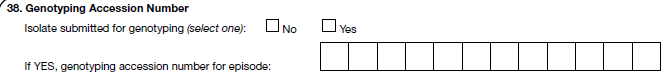 38. Genotyping Accession Number
Isolate submitted for genotyping (select one): No Yes
If YES, genotyping accession number for episode: